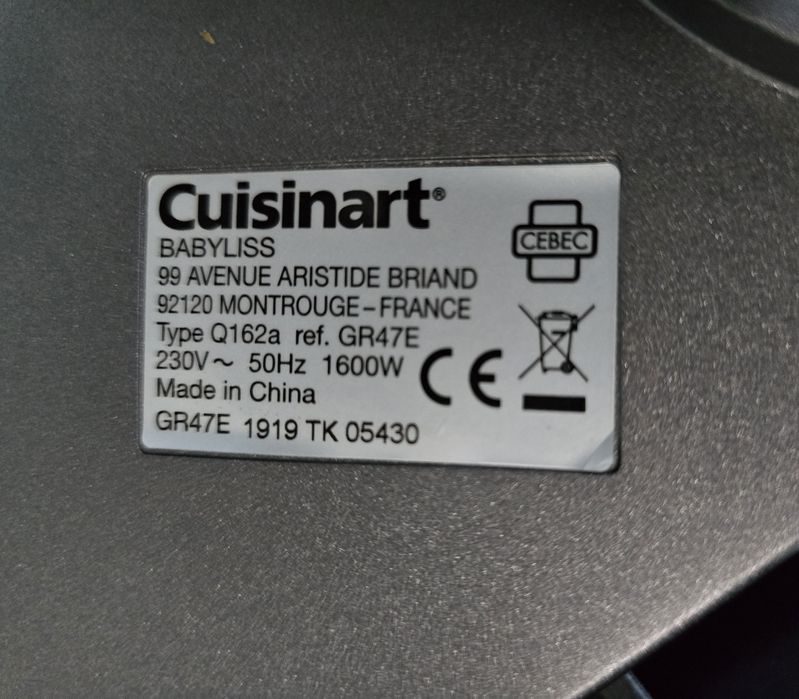 Cuisinart®
BABYLISS
99 AVENUE ARISTIDE BRIAND
92120 MONTROUGE – FRANCE
Type Q162a ref. GR47E
230V ~ 50Hz 1600W
Made in China
GR47E 1919 TK 05430
CEBEC
CE